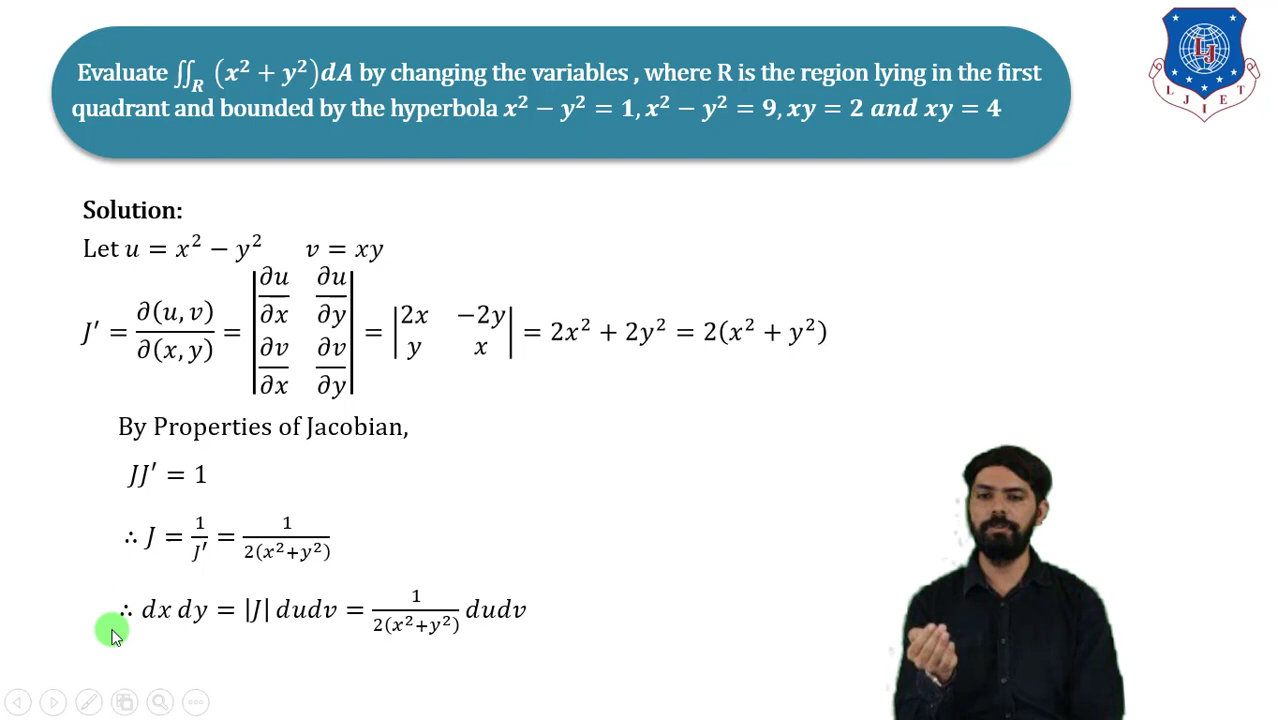 Evaluate ∬_R (x² + y²)dA by changing the variables , where R is the region lying in the first
quadrant and bounded by the hyperbola x² − y² = 1, x² − y² = 9, xy = 2 and xy = 4
L J
L J I E T
Solution:
Let u = x² − y² v = xy
J′ = ∂(u, v)/∂(x, y) = |∂u/∂x ∂u/∂y; ∂v/∂x ∂v/∂y| = |2x −2y; y x| = 2x² + 2y² = 2(x² + y²)
By Properties of Jacobian,
JJ′ = 1
∴ J = 1/J′ = 1/2(x²+y²)
∴ dx dy = |J| dudv = 1/2(x²+y²) dudv